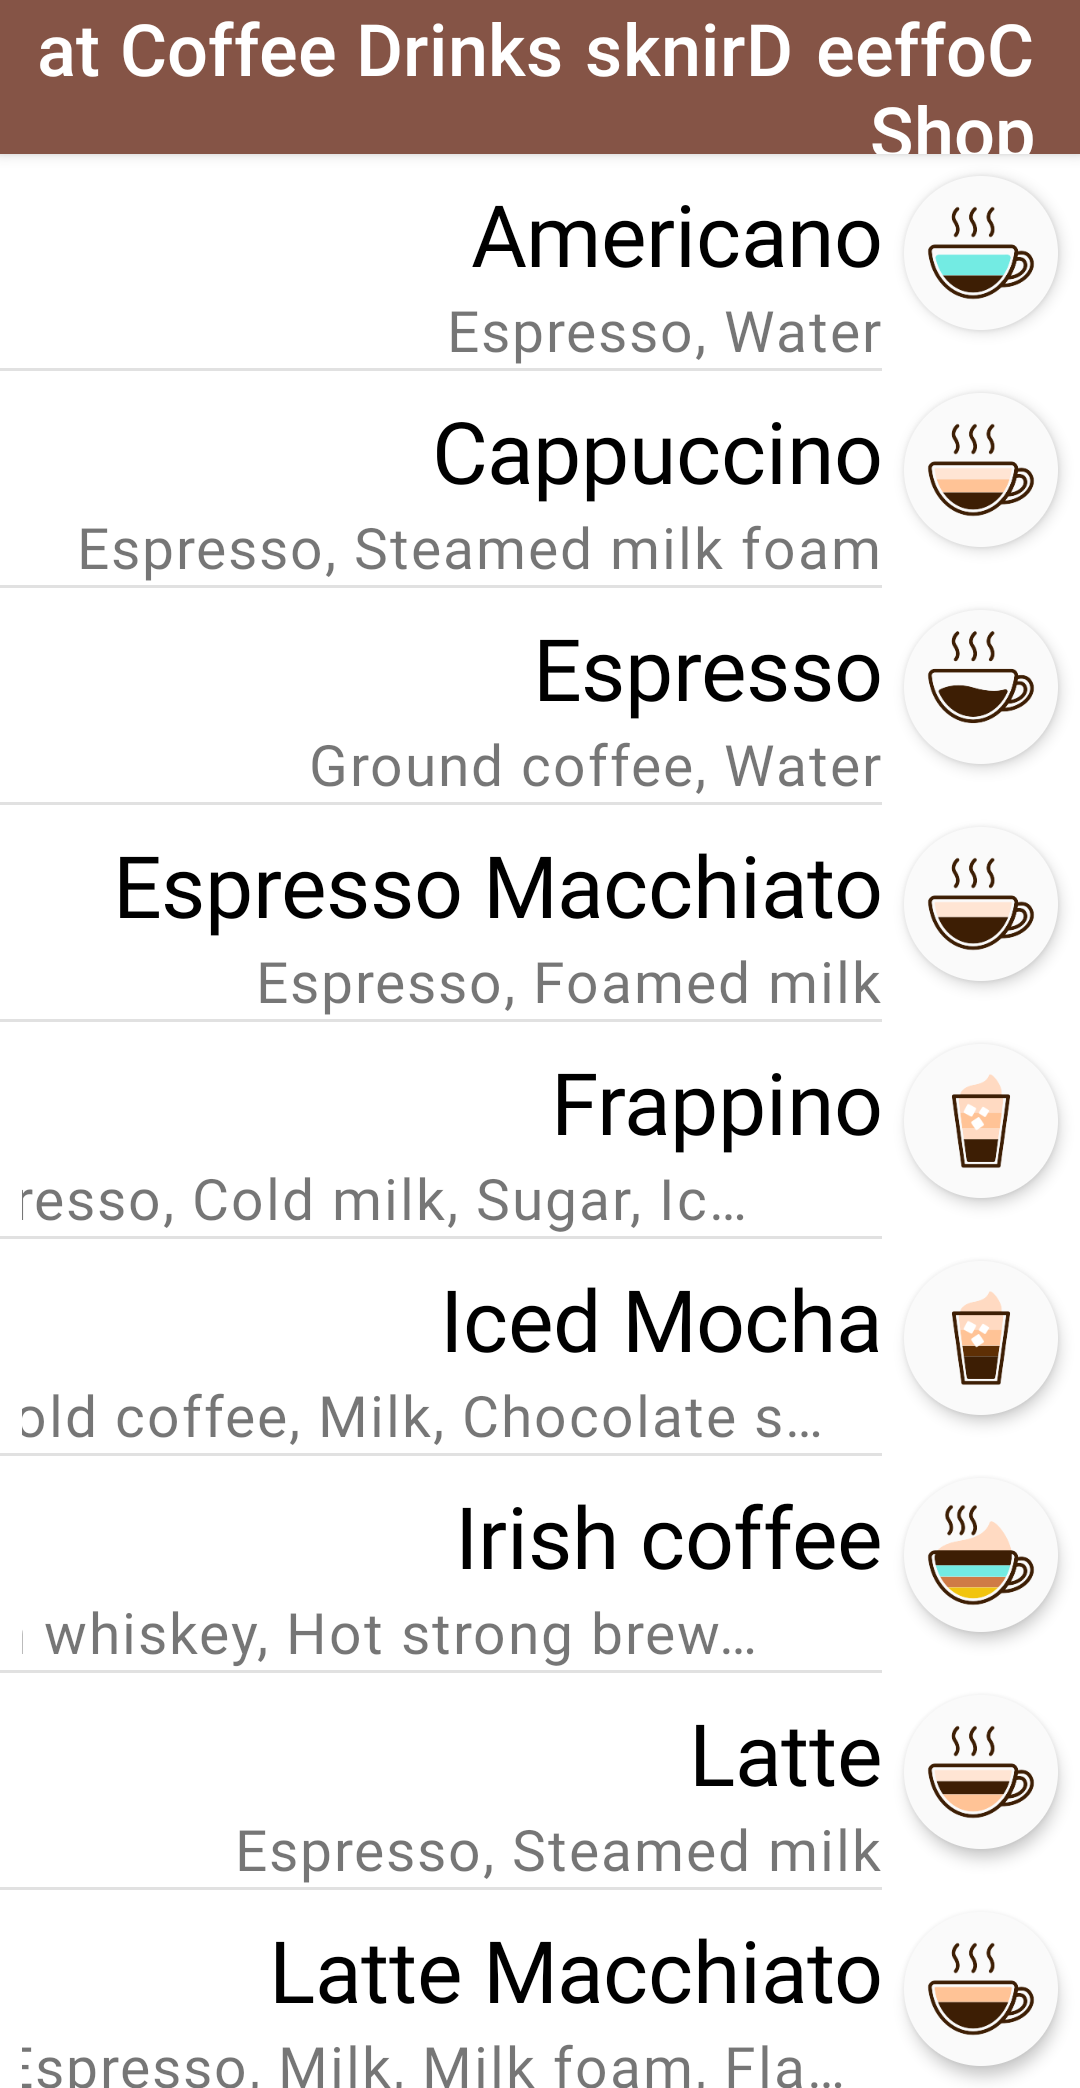 at Coffee Drinks sknirD eeffoC
Shop
Americano
Espresso, Water
Cappuccino
Espresso, Steamed milk foam
Espresso
Ground coffee, Water
Espresso Macchiato
Espresso, Foamed milk
Frappino
resso, Cold milk, Sugar, Ic…
Iced Mocha
old coffee, Milk, Chocolate s…
Irish coffee
whiskey, Hot strong brew…
Latte
Espresso, Steamed milk
Latte Macchiato
Espresso, Milk, Milk foam, Fla…